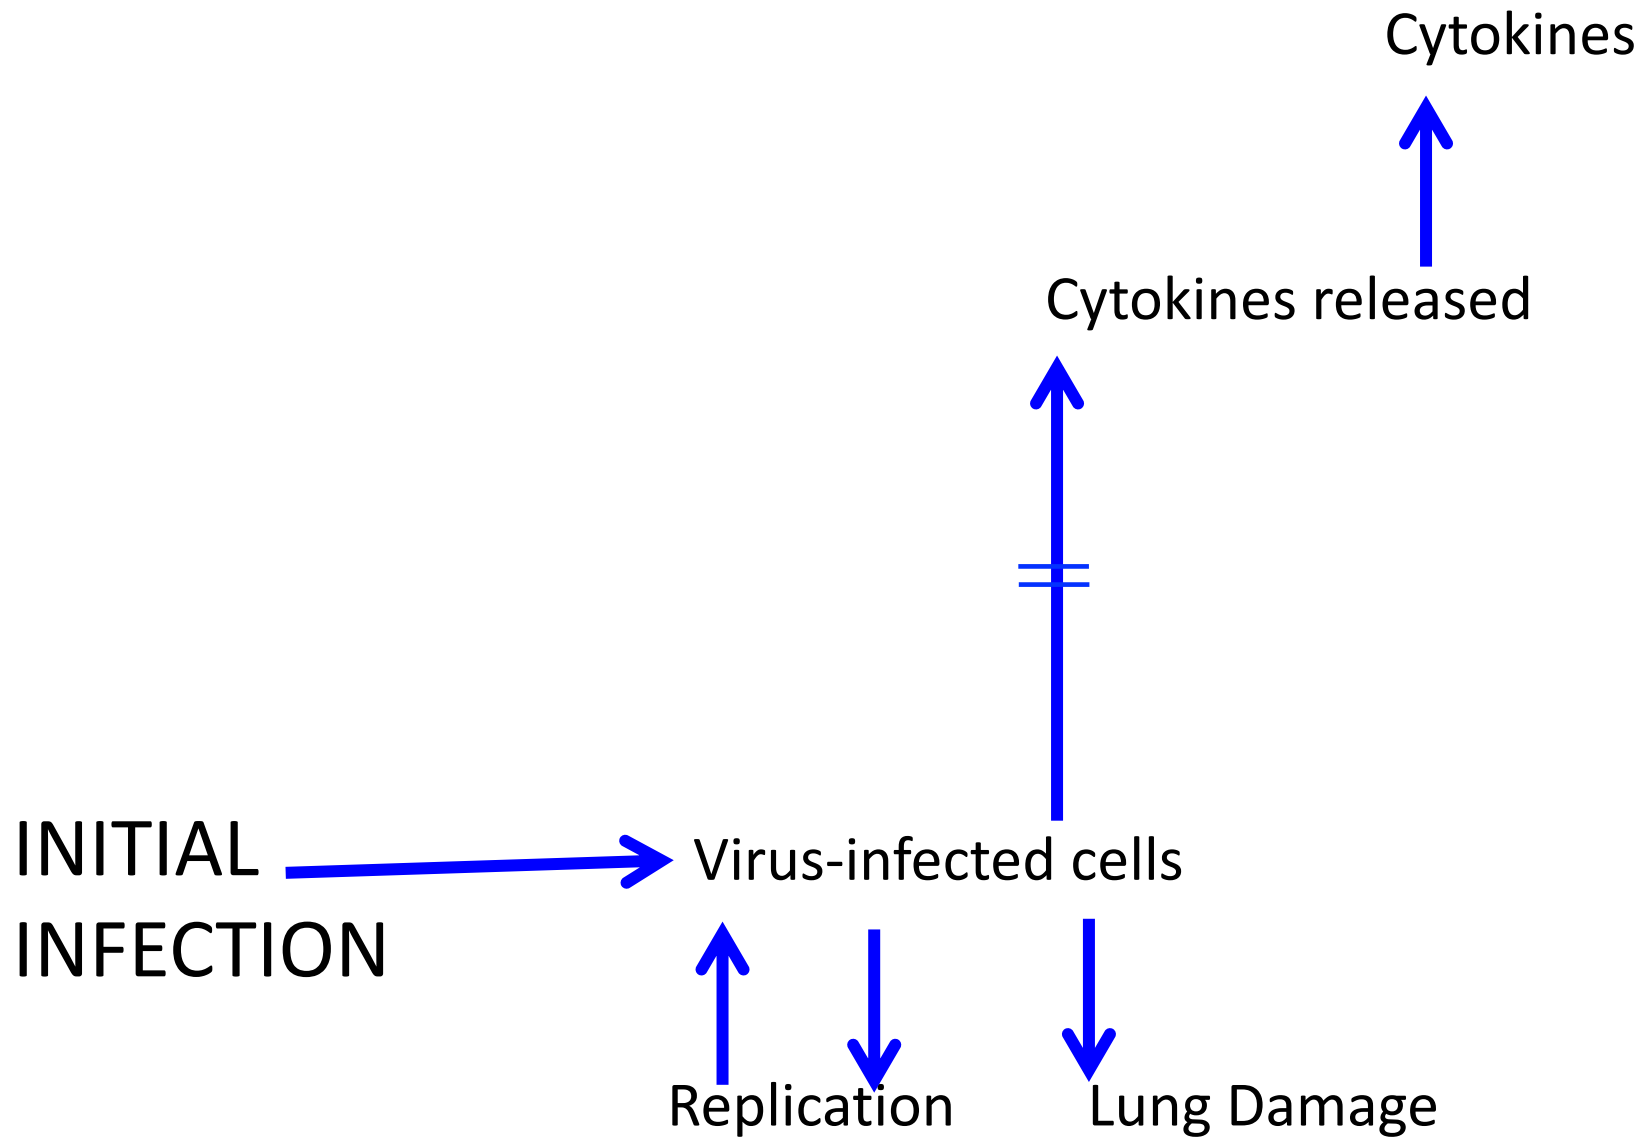 Cytokines
Cytokines released
INITIAL
INFECTION
Virus-infected cells
Replication
Lung Damage